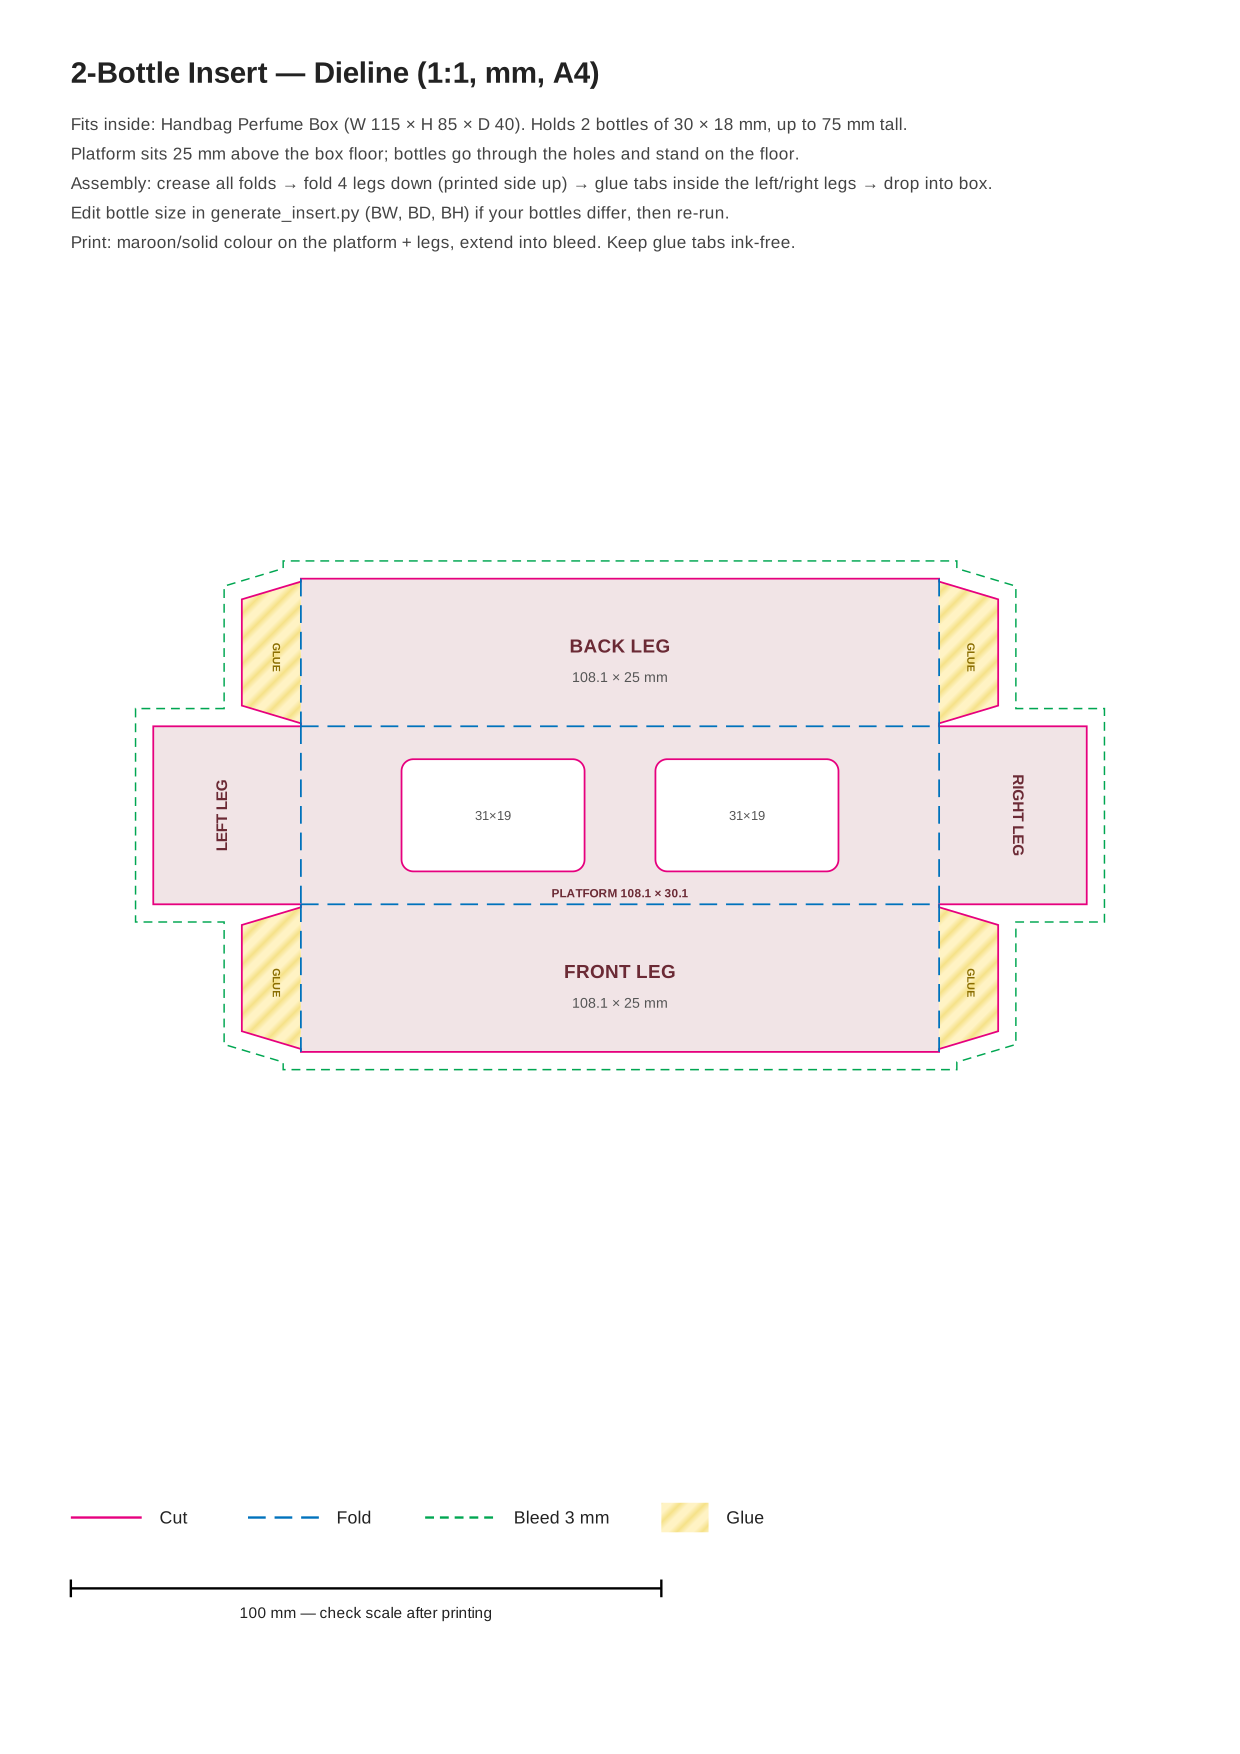 2-Bottle Insert — Dieline (1:1, mm, A4)
Fits inside: Handbag Perfume Box (W 115 × H 85 × D 40). Holds 2 bottles of 30 × 18 mm, up to 75 mm tall.
Platform sits 25 mm above the box floor; bottles go through the holes and stand on the floor.
Assembly: crease all folds → fold 4 legs down (printed side up) → glue tabs inside the left/right legs → drop into box.
Edit bottle size in generate_insert.py (BW, BD, BH) if your bottles differ, then re-run.
Print: maroon/solid colour on the platform + legs, extend into bleed. Keep glue tabs ink-free.
GLUE
BACK LEG
108.1 × 25 mm
GLUE
LEFT LEG
31×19
31×19
RIGHT LEG
PLATFORM 108.1 × 30.1
GLUE
FRONT LEG
108.1 × 25 mm
GLUE
Cut
Fold
Bleed 3 mm
Glue
100 mm — check scale after printing